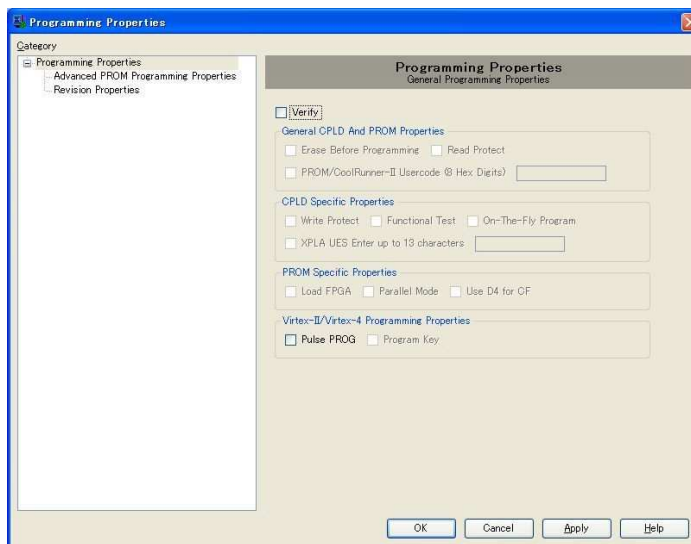 Programming Properties
Category
Programming Properties
Advanced PROM Programming Properties
Revision Properties
Programming Properties
General Programming Properties
Verify
General CPLD And PROM Properties
Erase Before Programming Read Protect
PROM/CoolRunner-II Usercode (8 Hex Digits)
CPLD Specific Properties
Write Protect Functional Test On-The-Fly Program
XPLA UES Enter up to 13 characters
PROM Specific Properties
Load FPGA Parallel Mode Use D4 for CF
Virtex-II/Virtex-4 Programming Properties
Pulse PROG Program Key
OK Cancel Apply Help